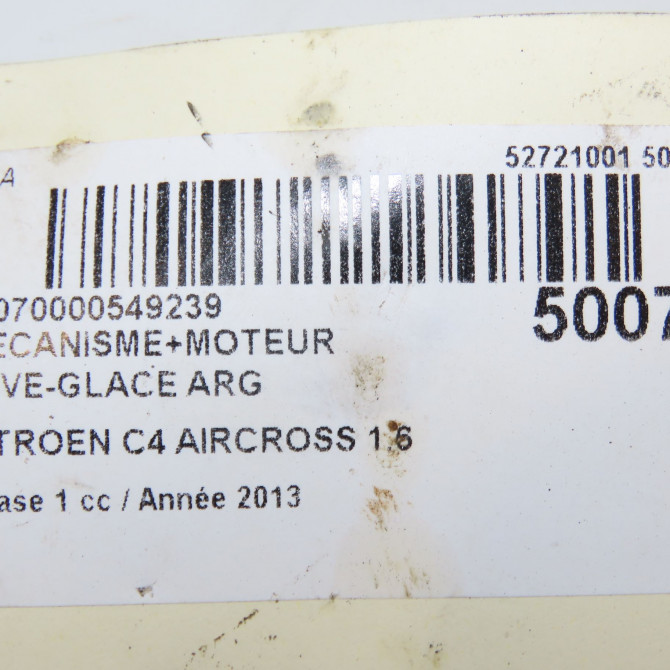 A
52721001 50
070000549239
5007
ECANISME+MOTEUR
VE-GLACE ARG
TROEN C4 AIRCROSS 1.6
ase 1 cc / Année 2013